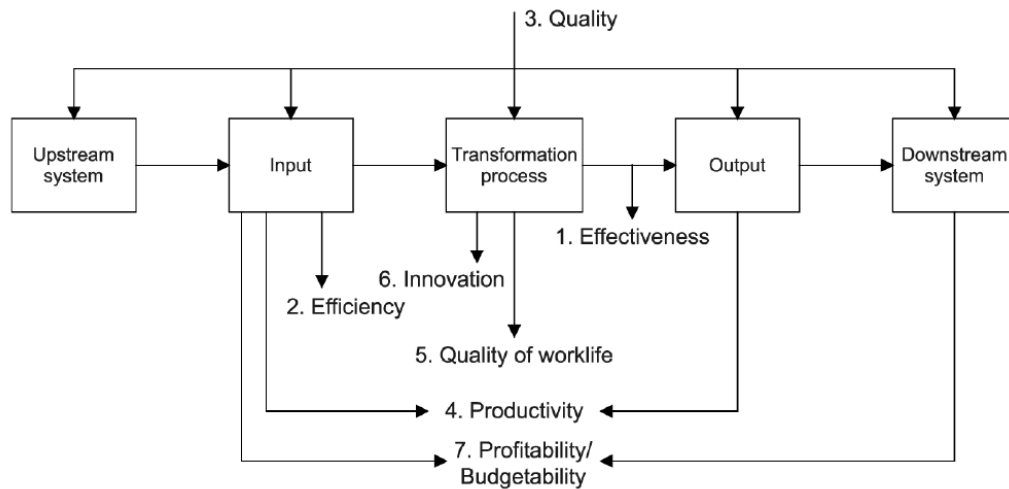 3. Quality
Upstream
system
Input
Transformation
process
Output
Downstream
system
1. Effectiveness
6. Innovation
2. Efficiency
5. Quality of worklife
4. Productivity
7. Profitability/
Budgetability